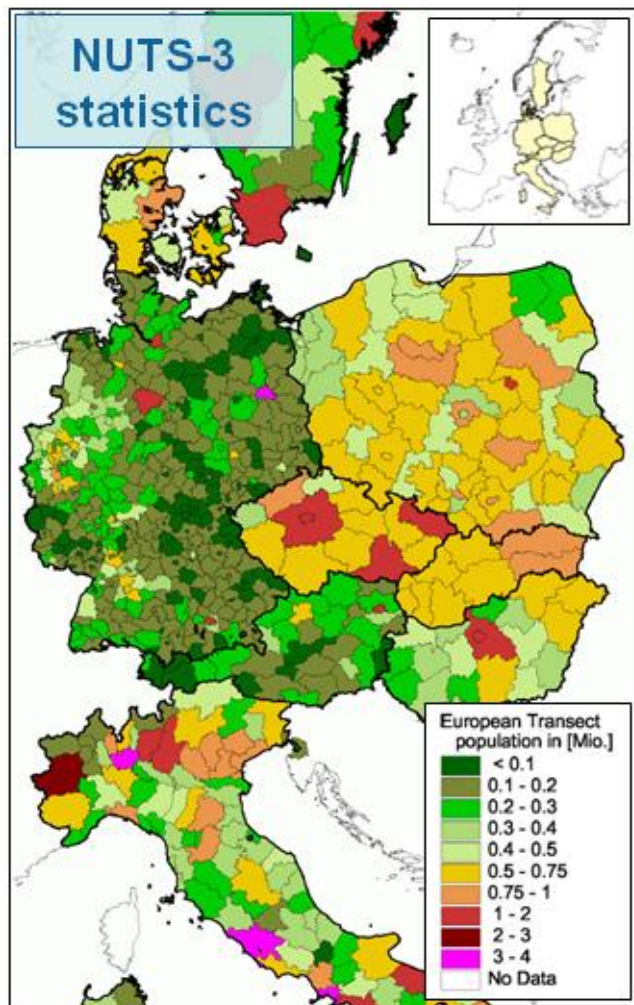 NUTS-3
statistics
European Transect
population in [Mio.]
< 0.1
0.1 - 0.2
0.2 - 0.3
0.3 - 0.4
0.4 - 0.5
0.5 - 0.75
0.75 - 1
1 - 2
2 - 3
3 - 4
No Data